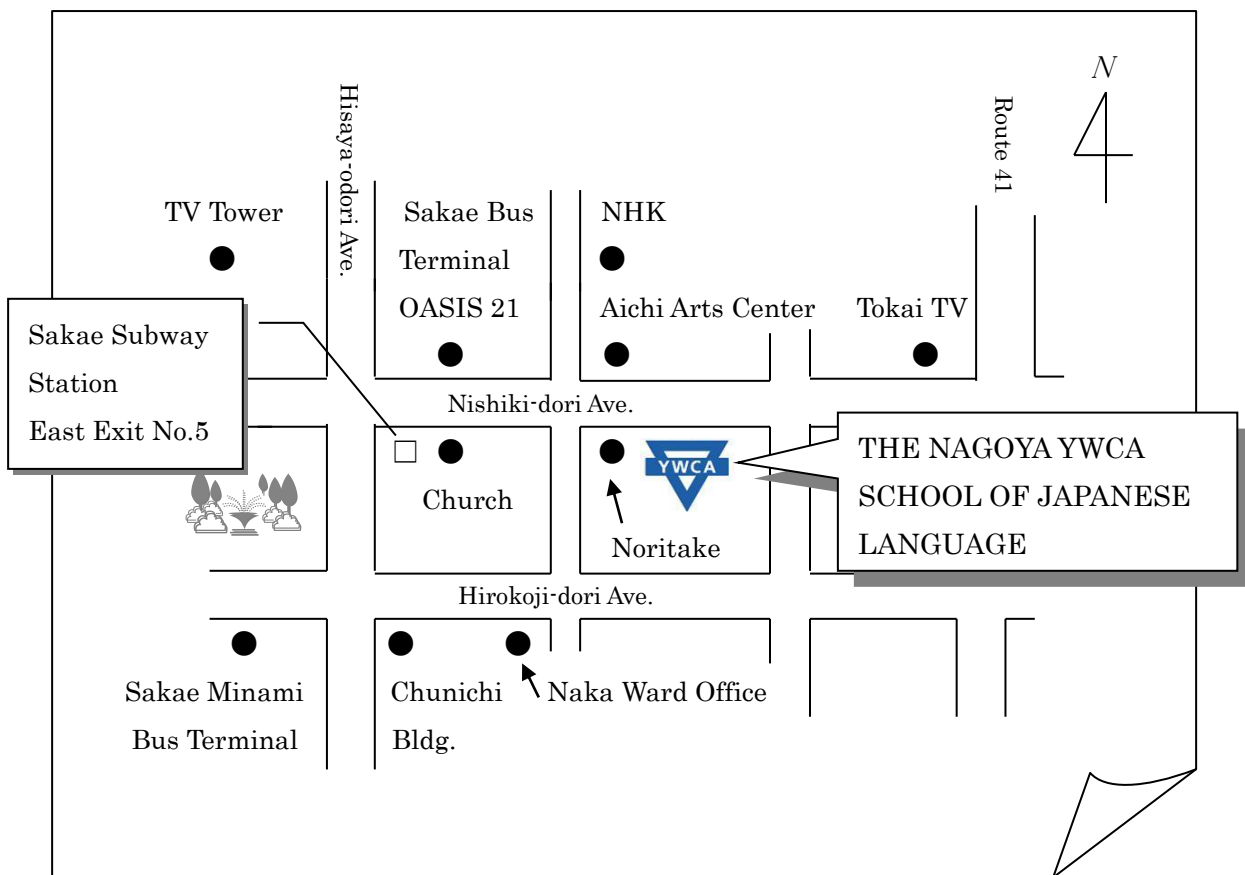 N
Hisaya-odori Ave.
Route 41
TV Tower
Sakae Bus
Terminal
OASIS 21
NHK
Aichi Arts Center
Tokai TV
Sakae Subway
Station
East Exit No.5
Nishiki-dori Ave.
Church
Noritake
YWCA
THE NAGOYA YWCA
SCHOOL OF JAPANESE
LANGUAGE
Hirokoji-dori Ave.
Sakae Minami
Bus Terminal
Chunichi
Bldg.
Naka Ward Office